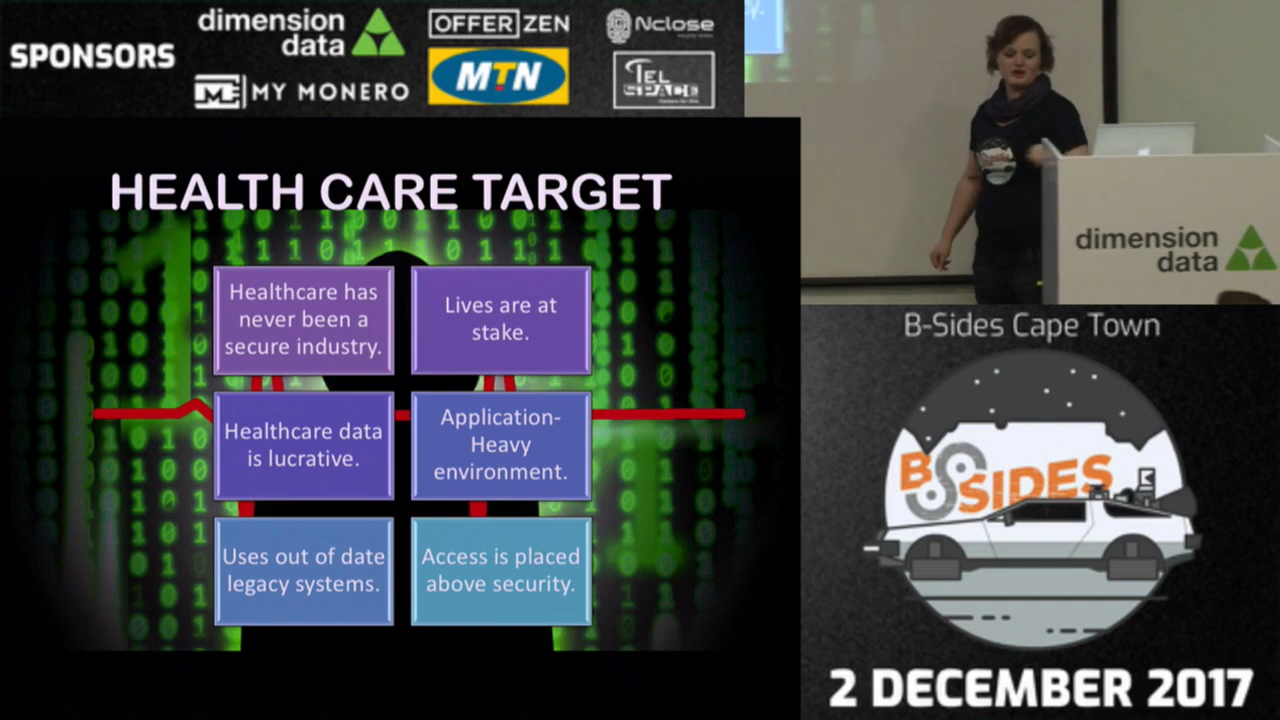 SPONSORS
dimension
data
MY MONERO
OFFER ZEN
MTN
Nclose
TEL
SPACE
y.
dimension
data
HEALTH CARE TARGET
Healthcare has
never been a
secure industry.
Lives are at
stake.
Healthcare data
is lucrative.
Application-
Heavy
environment.
Uses out of date
legacy systems.
Access is placed
above security.
B-Sides Cape Town
BSIDES
2 DECEMBER 2017